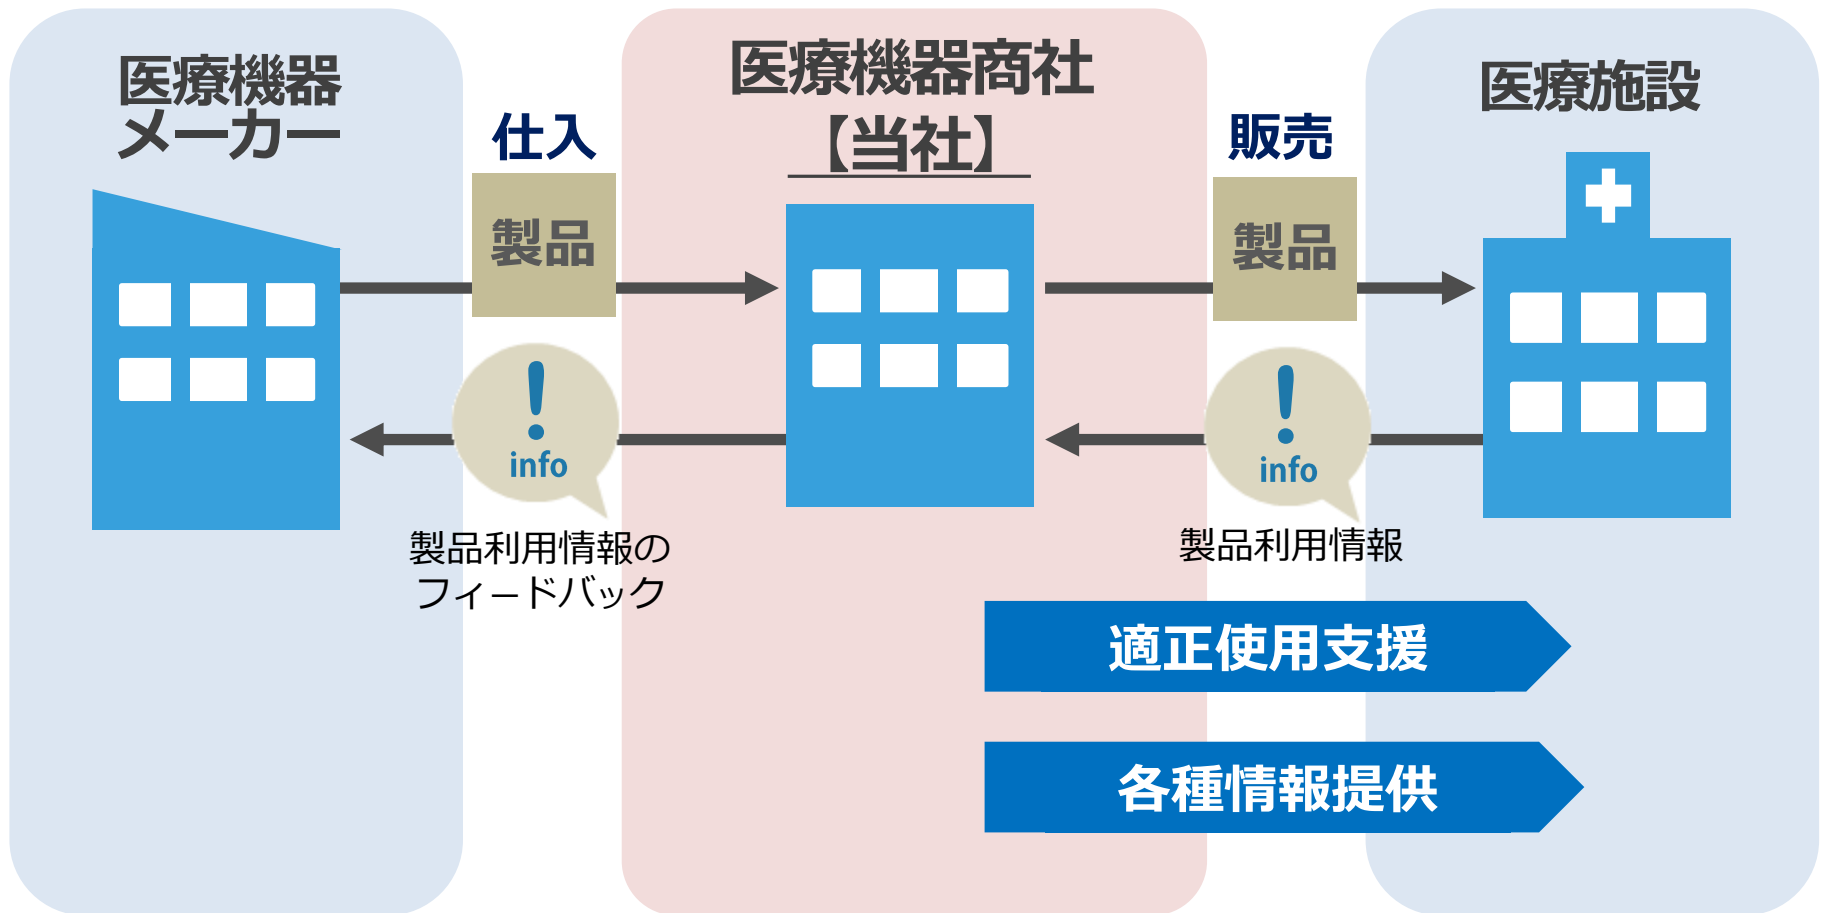 医療機器
メーカー
仕入
製品
info
製品利用情報の
フィードバック
医療機器商社
【当社】
販売
製品
info
製品利用情報
医療施設
適正使用支援
各種情報提供